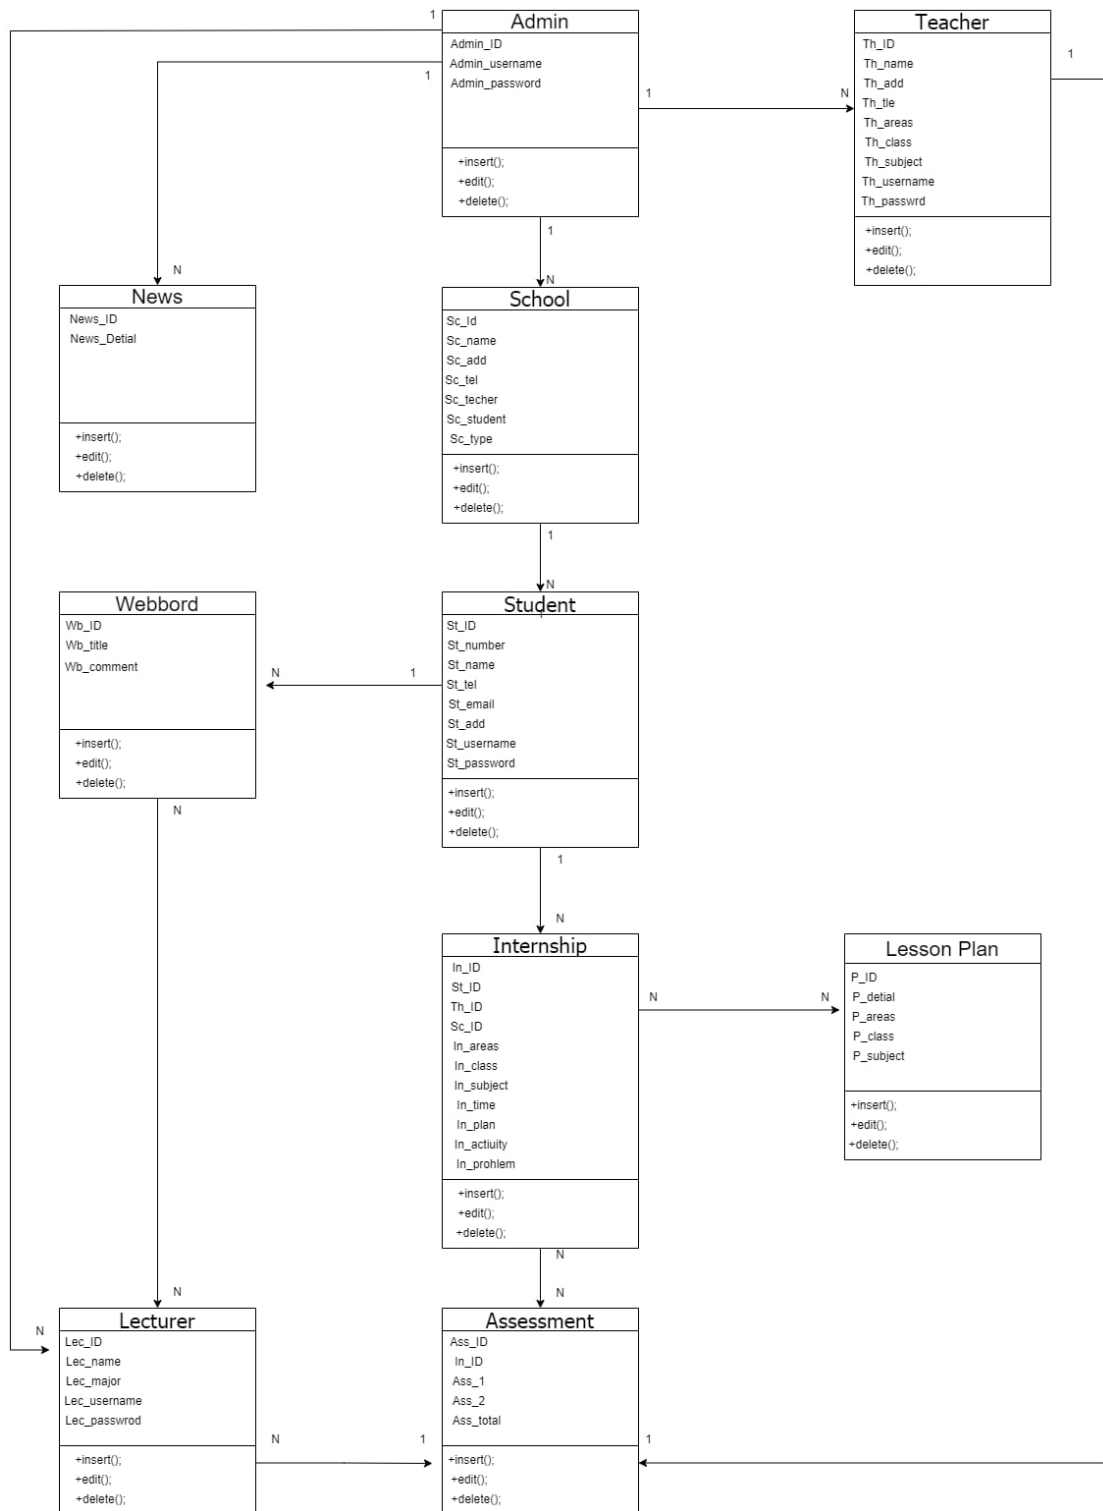 1
Admin
Admin_ID
Admin_username
Admin_password
+insert();
+edit();
+delete();
1
1
N
Teacher
Th_ID
Th_name
Th_add
Th_tle
Th_areas
Th_class
Th_subject
Th_username
Th_passwrd
+insert();
+edit();
+delete();
1
N
News
News_ID
News_Detial
+insert();
+edit();
+delete();
1
N
School
Sc_Id
Sc_name
Sc_add
Sc_tel
Sc_techer
Sc_student
Sc_type
+insert();
+edit();
+delete();
1
N
Webbord
Wb_ID
Wb_title
Wb_comment
+insert();
+edit();
+delete();
N
N
1
Student
St_ID
St_number
St_name
St_tel
St_email
St_add
St_username
St_password
+insert();
+edit();
+delete();
1
N
Internship
In_ID
St_ID
Th_ID
Sc_ID
In_areas
In_class
In_subject
In_time
In_plan
In_actiuity
In_prohlem
+insert();
+edit();
+delete();
N
N
Lesson Plan
P_ID
P_detial
P_areas
P_class
P_subject
+insert();
+edit();
+delete();
N
N
N
N
Lecturer
Lec_ID
Lec_name
Lec_major
Lec_username
Lec_passwrod
+insert();
+edit();
+delete();
N
1
Assessment
Ass_ID
In_ID
Ass_1
Ass_2
Ass_total
+insert();
+edit();
+delete();
1